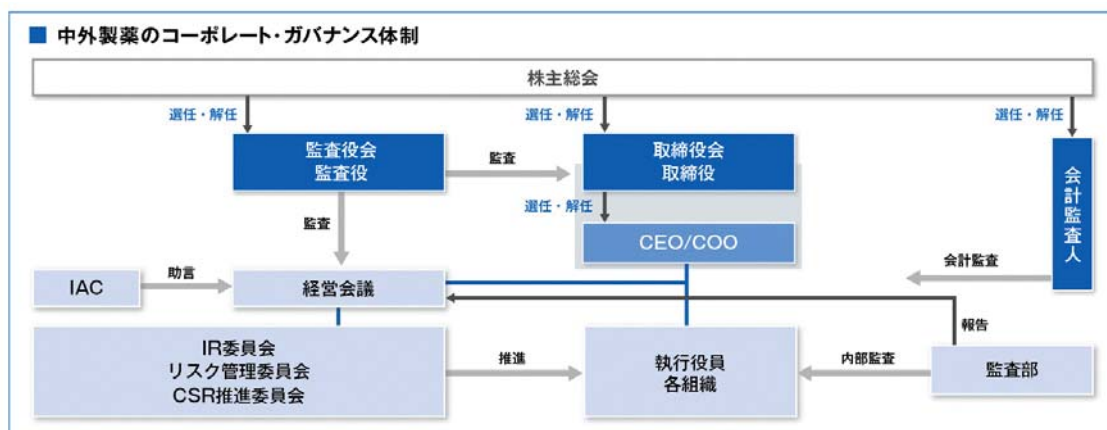 ■ 中外製薬のコーポレート・ガバナンス体制
株主総会
選任・解任
選任・解任
選任・解任
監査役会
監査役
監査
取締役会
取締役
会計監査人
選任・解任
監査
CEO/COO
会計監査
IAC
助言
経営会議
報告
IR委員会
リスク管理委員会
CSR推進委員会
推進
執行役員
各組織
内部監査
監査部